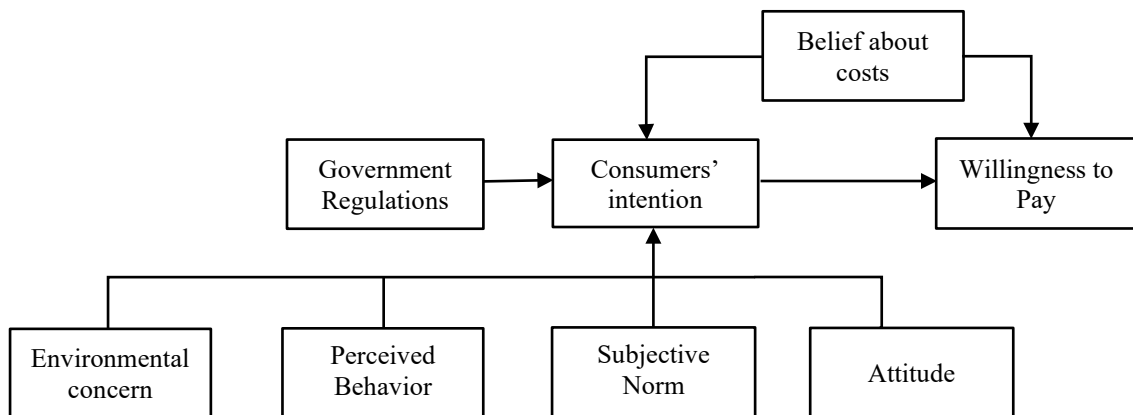 Belief about
costs
Government
Regulations
Consumers’
intention
Willingness to
Pay
Environmental
concern
Perceived
Behavior
Subjective
Norm
Attitude